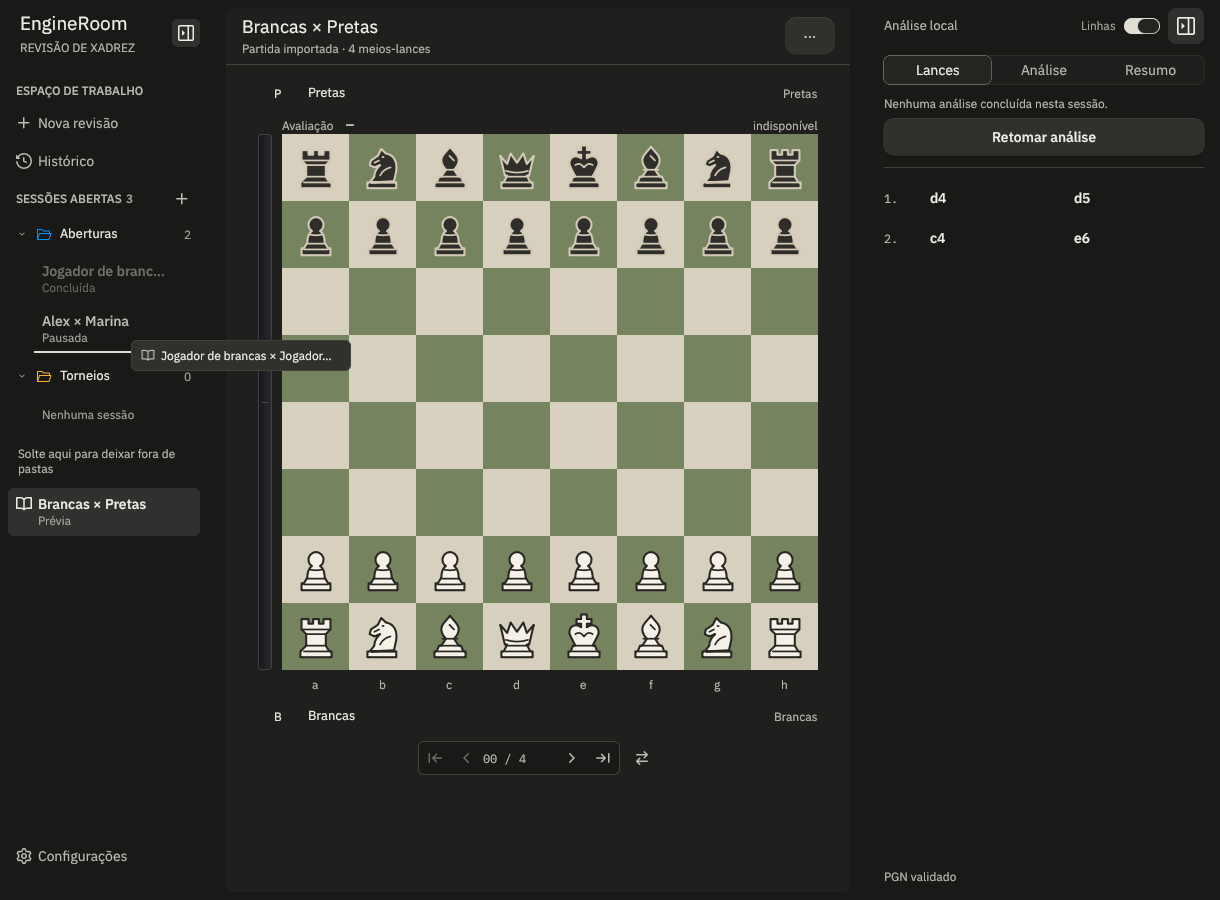 EngineRoom
REVISÃO DE XADREZ
ESPAÇO DE TRABALHO
Nova revisão
Histórico
SESSÕES ABERTAS 3
Aberturas 2
Jogador de branc...
Concluída
Alex × Marina
Pausada
Jogador de brancas × Jogador...
Torneios 0
Nenhuma sessão
Solte aqui para deixar fora de
pastas
Brancas × Pretas
Prévia
Configurações
Brancas × Pretas
Partida importada · 4 meios-lances
...
P Pretas Pretas
Avaliação — indisponível
a b c d e f g h
B Brancas Brancas
00 / 4
Análise local Linhas
Lances Análise Resumo
Nenhuma análise concluída nesta sessão.
Retomar análise
1. d4 d5
2. c4 e6
PGN validado